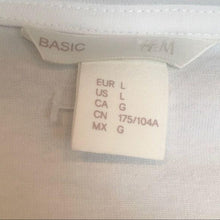 BASIC H&M
EUR L
US L
CA G
CN 175/104A
MX G